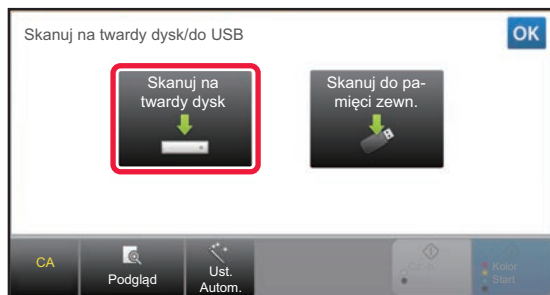 Skanuj na twardy dysk/do USB
OK
Skanuj na
twardy dysk
Skanuj do pa-
mięci zewn.
CA
Podgląd
Ust.
Autom.
Kolor
Start